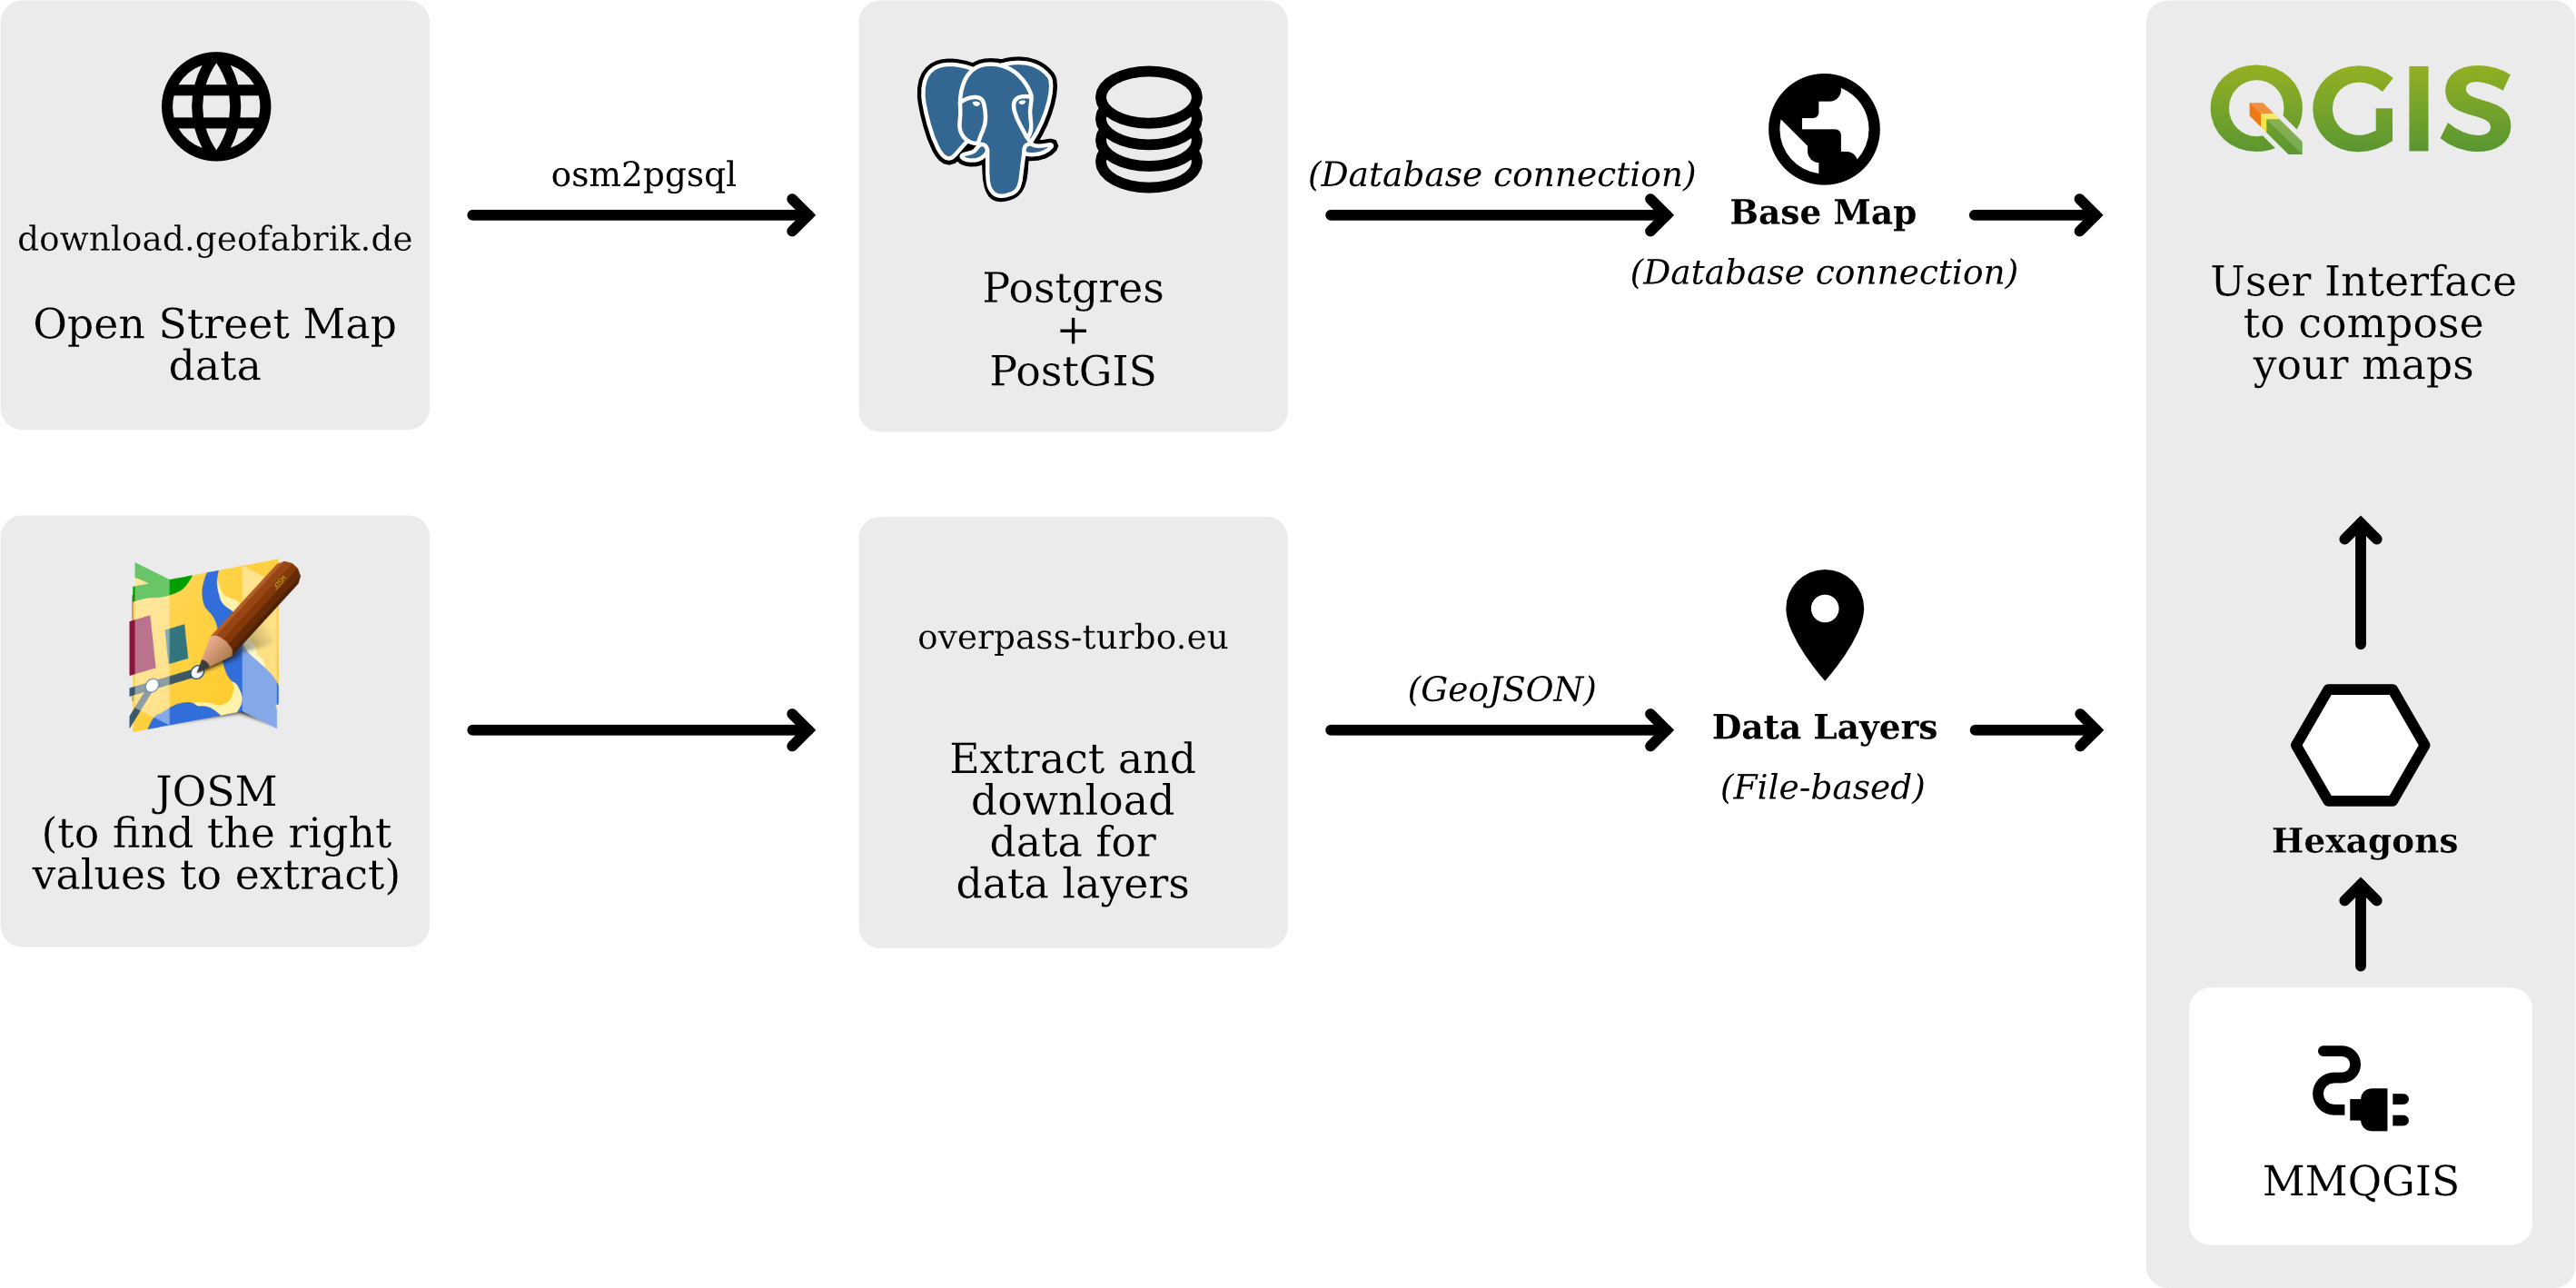 download.geofabrik.de
Open Street Map
data
osm2pgsql
Postgres
+
PostGIS
(Database connection)
Base Map
(Database connection)
QGIS
User Interface
to compose
your maps
JOSM
JOSM
(to find the right
values to extract)
overpass-turbo.eu
Extract and
download
data for
data layers
(GeoJSON)
Data Layers
(File-based)
Hexagons
MMQGIS